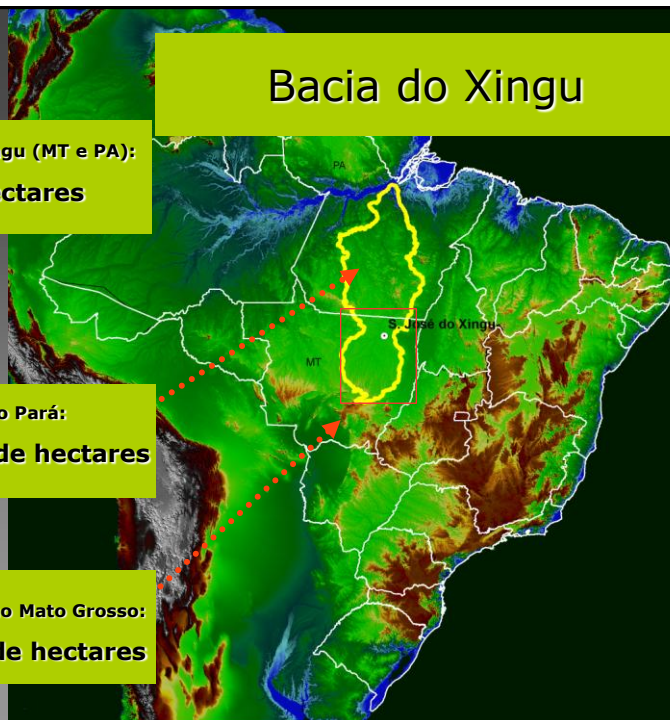 Bacia do Xingu
gu (MT e PA):
ctares
PA
S. José do Xingu
MT
o Pará:
de hectares
o Mato Grosso:
de hectares